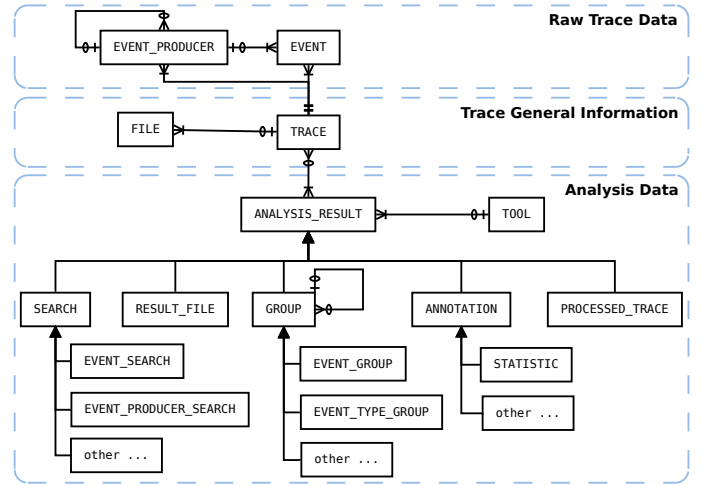 Raw Trace Data
EVENT_PRODUCER
EVENT
Trace General Information
FILE
TRACE
Analysis Data
ANALYSIS_RESULT
TOOL
SEARCH
RESULT_FILE
GROUP
ANNOTATION
PROCESSED_TRACE
EVENT_SEARCH
EVENT_GROUP
STATISTIC
EVENT_PRODUCER_SEARCH
EVENT_TYPE_GROUP
other ...
other ...
other ...